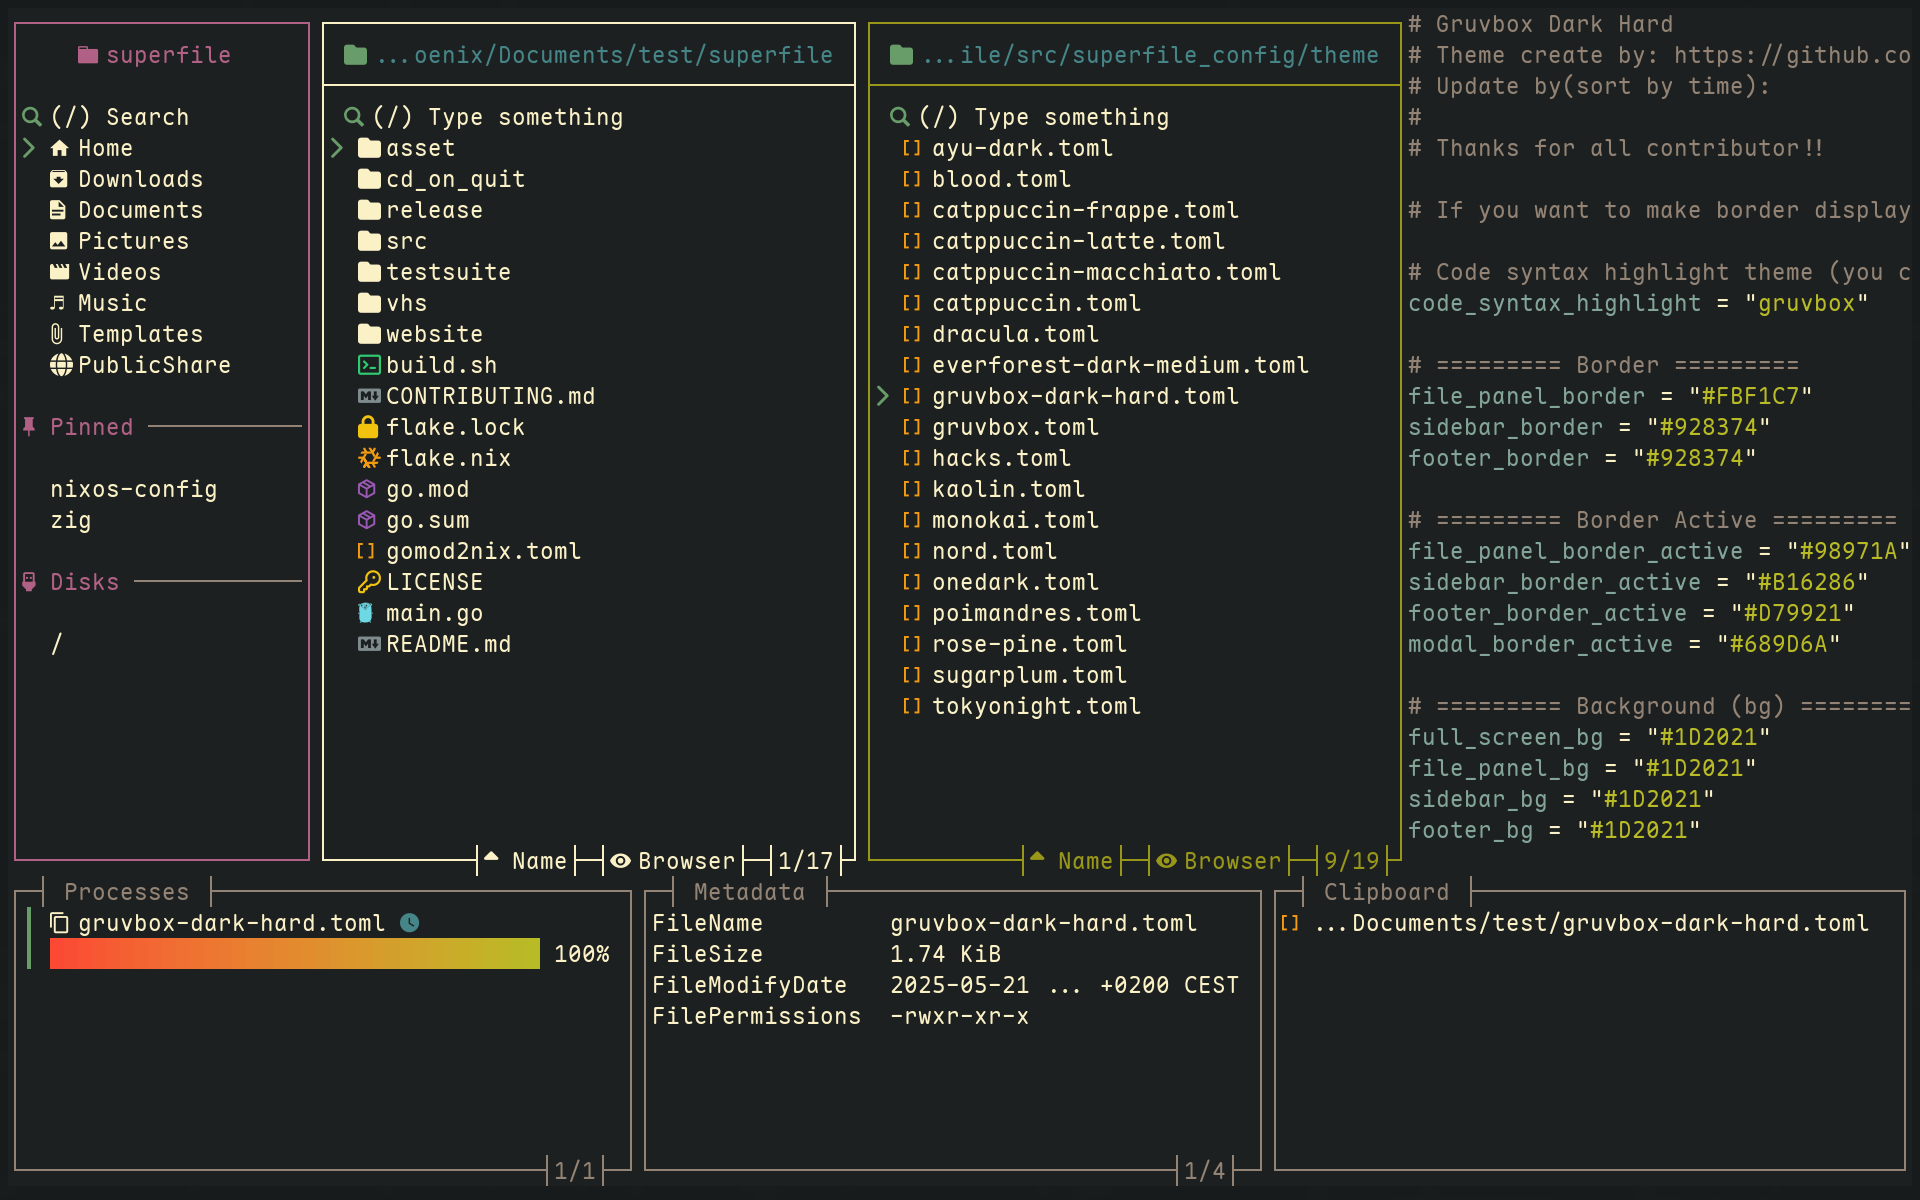 superfile
(/) Search
Home
Downloads
Documents
Pictures
Videos
Music
Templates
PublicShare
Pinned
nixos-config
zig
Disks
/
...oenix/Documents/test/superfile
(/) Type something
asset
cd_on_quit
release
src
testsuite
vhs
website
build.sh
CONTRIBUTING.md
flake.lock
flake.nix
go.mod
go.sum
gomod2nix.toml
LICENSE
main.go
README.md
Name Browser 1/17
...ile/src/superfile_config/theme
(/) Type something
ayu-dark.toml
blood.toml
catppuccin-frappe.toml
catppuccin-latte.toml
catppuccin-macchiato.toml
catppuccin.toml
dracula.toml
everforest-dark-medium.toml
gruvbox-dark-hard.toml
gruvbox.toml
hacks.toml
kaolin.toml
monokai.toml
nord.toml
onedark.toml
poimandres.toml
rose-pine.toml
sugarplum.toml
tokyonight.toml
Name Browser 9/19
# Gruvbox Dark Hard
# Theme create by: https://github.co
# Update by(sort by time):
#
# Thanks for all contributor!!
# If you want to make border display
# Code syntax highlight theme (you c
code_syntax_highlight = "gruvbox"
# ========= Border =========
file_panel_border = "#FBF1C7"
sidebar_border = "#928374"
footer_border = "#928374"
# ========= Border Active =========
file_panel_border_active = "#98971A"
sidebar_border_active = "#B16286"
footer_border_active = "#D79921"
modal_border_active = "#689D6A"
# ========= Background (bg) ========
full_screen_bg = "#1D2021"
file_panel_bg = "#1D2021"
sidebar_bg = "#1D2021"
footer_bg = "#1D2021"
Processes
gruvbox-dark-hard.toml
100%
1/1
Metadata
FileName gruvbox-dark-hard.toml
FileSize 1.74 KiB
FileModifyDate 2025-05-21 ... +0200 CEST
FilePermissions -rwxr-xr-x
1/4
Clipboard
...Documents/test/gruvbox-dark-hard.toml